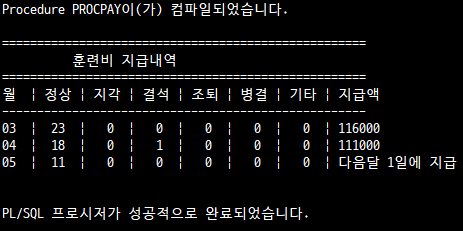 Procedure PROCPAY이(가) 컴파일되었습니다.
====================================================
훈련비 지급내역
====================================================
月 ¦ 정상 ¦ 지각 ¦ 결석 ¦ 조퇴 ¦ 병결 ¦ 기타 ¦ 지급액
----------------------------------------------------
03 ¦ 23 ¦ 0 ¦ 0 ¦ 0 ¦ 0 ¦ 0 ¦ 116000
04 ¦ 18 ¦ 0 ¦ 1 ¦ 0 ¦ 0 ¦ 0 ¦ 111000
05 ¦ 11 ¦ 0 ¦ 0 ¦ 0 ¦ 0 ¦ 0 ¦ 다음달 1일에 지급
PL/SQL 프로시저가 성공적으로 완료되었습니다.